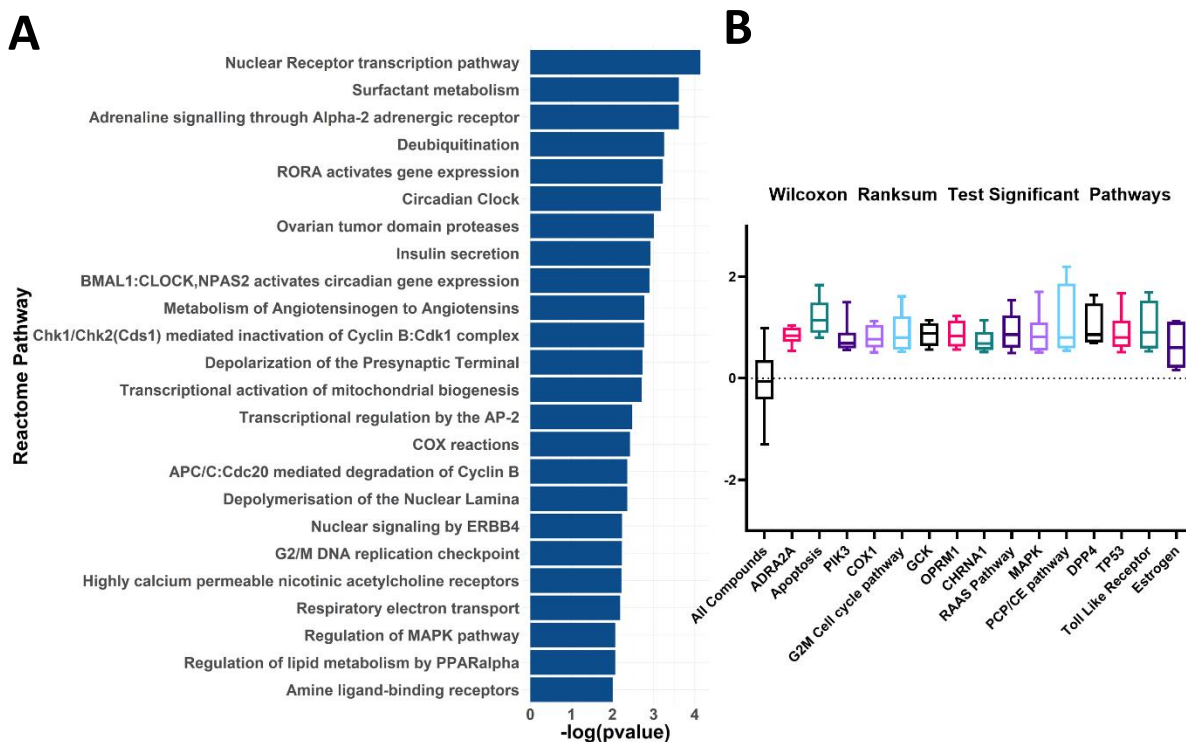 A
B
Nuclear Receptor transcription pathway
Surfactant metabolism
Adrenaline signalling through Alpha-2 adrenergic receptor
Deubiquitination
RORA activates gene expression
Circadian Clock
Ovarian tumor domain proteases
Insulin secretion
BMAL1:CLOCK,NPAS2 activates circadian gene expression
Metabolism of Angiotensinogen to Angiotensins
Chk1/Chk2(Cds1) mediated inactivation of Cyclin B:Cdk1 complex
Depolarization of the Presynaptic Terminal
Transcriptional activation of mitochondrial biogenesis
Transcriptional regulation by the AP-2
COX reactions
APC/C:Cdc20 mediated degradation of Cyclin B
Depolymerisation of the Nuclear Lamina
Nuclear signaling by ERBB4
G2/M DNA replication checkpoint
Highly calcium permeable nicotinic acetylcholine receptors
Respiratory electron transport
Regulation of MAPK pathway
Regulation of lipid metabolism by PPARalpha
Amine ligand-binding receptors
Reactome Pathway
0 1 2 3 4
-log(pvalue)
Wilcoxon Ranksum Test Significant Pathways
2
0
-2
All Compounds
ADRA2A
Apoptosis
PIK3
COX1
G2M Cell cycle pathway
GCK
OPRM1
CHRNA1
RAAS Pathway
MAPK
PCP/CE pathway
DPP4
TP53
Toll Like Receptor
Estrogen